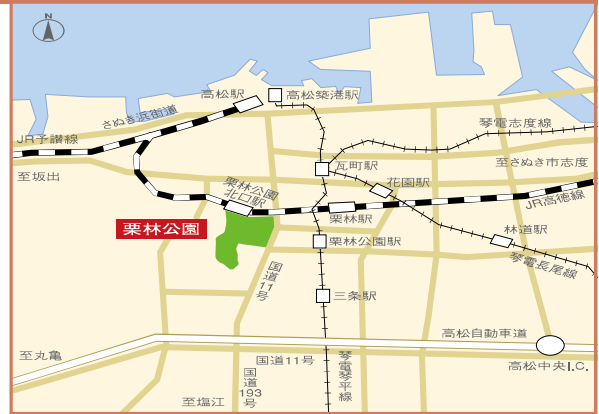 N
高松駅
高松築港駅
さぬき浜街道
琴電志度線
JR予讃線
瓦町駅
至さぬき市志度
至坂出
花園駅
栗林公園
北口駅
JR高徳線
栗林駅
栗林公園
林道駅
栗林公園駅
琴電長尾線
国道
11
号
三条駅
高松自動車道
至丸亀
国道11号
琴電琴平線
高松中央I.C.
国道
193
号
至塩江